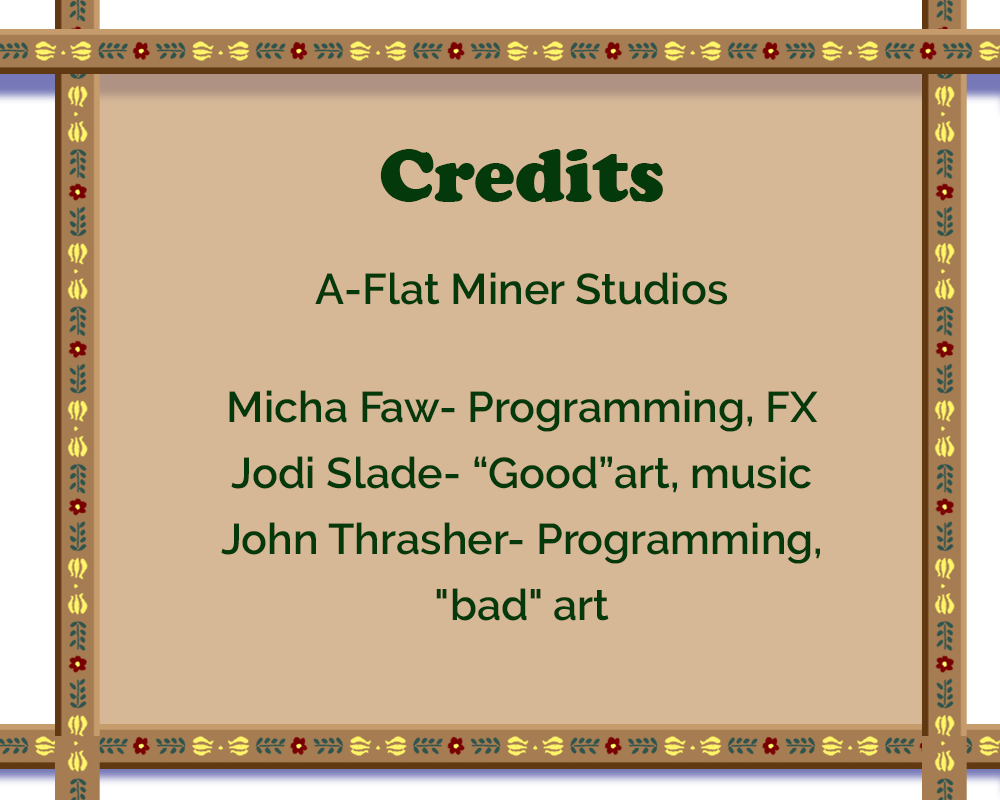 Credits
A-Flat Miner Studios
Micha Faw- Programming, FX
Jodi Slade- “Good”art, music
John Thrasher- Programming,
"bad" art